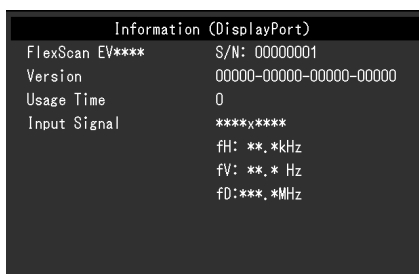 Information (DisplayPort)
FlexScan EV**** S/N: 00000001
Version 00000-00000-00000-00000
Usage Time 0
Input Signal ****x****
fH: **.*kHz
fV: **.* Hz
fD:***.*MHz